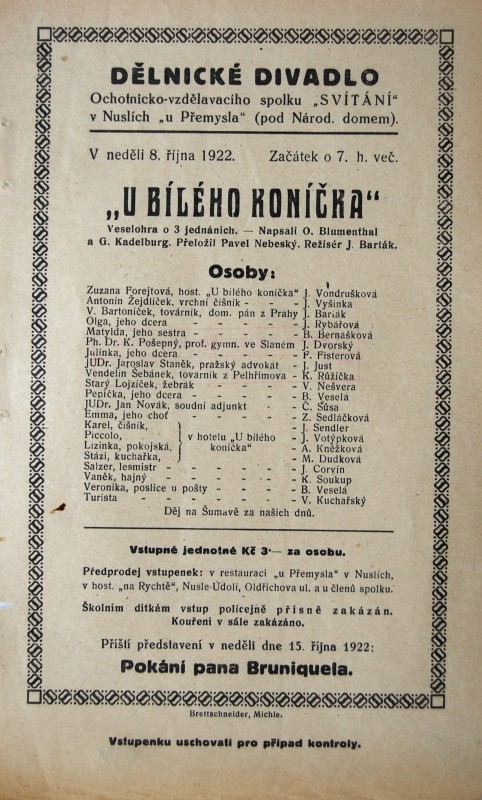 DĚLNICKÉ DIVADLO
Ochotnicko-vzdělavacího spolku „SVÍTÁNÍ“
v Nuslích „u Přemysla“ (pod Národ. domem).
V neděli 8. října 1922. Začátek o 7. h. več.
„U BÍLÉHO KONÍČKA“
Veselohra o 3 jednáních. — Napsali O. Blumenthal
a G. Kadelburg. Přeložil Pavel Nebeský. Režisér J. Barták.
Osoby:
Zuzana Forejtová, host. „U bílého koníčka“ J. Vondrušková
Antonín Žejdlíček, vrchní číšník - - - J. Vyšinka
V. Bartoníček, továrník, dom. pán z Prahy J. Barták
Olga, jeho dcera - - - - - J. Rybářová
Matylda, jeho sestra - - - - - B. Bernašková
Ph. Dr. K. Pošepný, prof. gymn. ve Slaném J. Dvorský
Julinka, jeho dcera - - - - - F. Fišterová
JUDr. Jaroslav Staněk, pražský advokát - J. Just
Vendelín Šebánek, továrník z Pelhřimova - K. Růžička
Starý Lojzíček, žebrák - - - - - V. Nešvera
Pepička, jeho dcera - - - - - B. Veselá
JUDr. Jan Novák, soudní adjunkt - - Č. Šůsa
Emma, jeho choť - - - - - Z. Sedláčková
Karel, číšník, J. Sendler
Piccolo, v hotelu „U bílého - J. Votýpková
Lizinka, pokojská, koníčka“ - - A. Kněžková
Stázi, kuchařka, - M. Dudková
Salzer, lesmistr - - - - - - J. Corvín
Vaněk, hajný - - - - - - K. Soukup
Veronika, poslice u pošty - - - - B. Veselá
Turista - - - - - - - V. Kuchařský
Děj na Šumavě za našich dnů.
Vstupné jednotné Kč 3·— za osobu.
Předprodej vstupenek: v restauraci „u Přemysla“ v Nuslích,
v host. „na Rychtě“, Nusle-Údolí, Oldřichova ul. a u členů spolku.
Školním dítkám vstup policejně přísně zakázán.
Kouření v sále zakázáno.
Příští představení v neděli dne 15. října 1922:
Pokání pana Bruniquela.
Brettschneider, Michle.
Vstupenku uschovati pro případ kontroly.